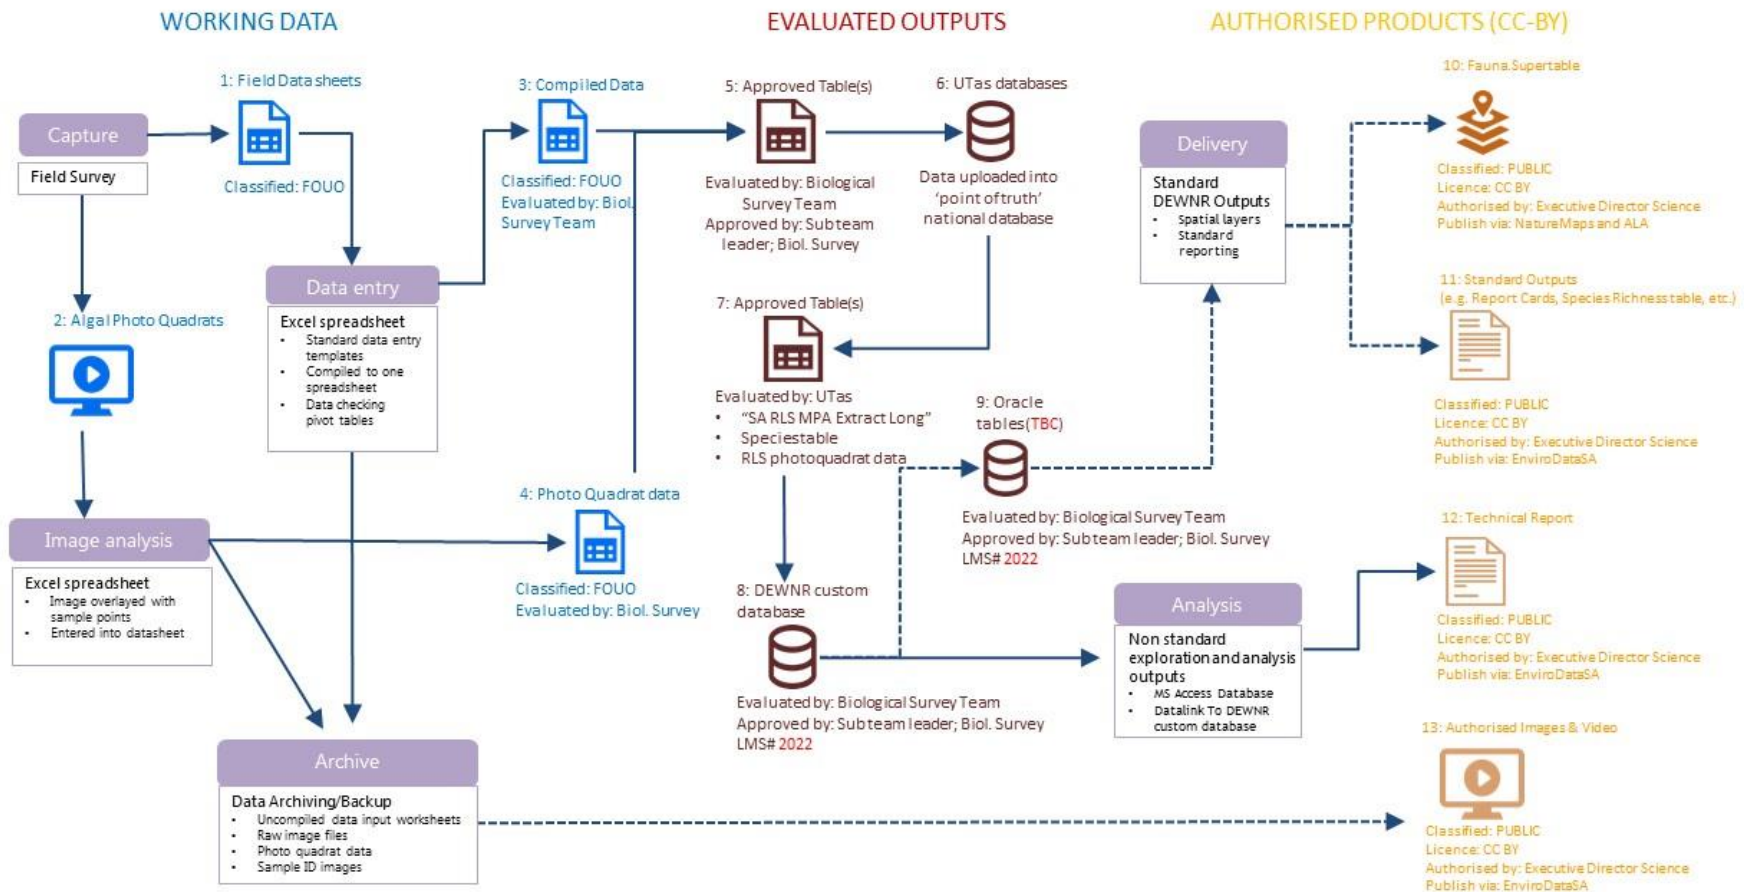 WORKING DATA
EVALUATED OUTPUTS
AUTHORISED PRODUCTS (CC-BY)
Capture
Field Survey
1: Field Data sheets
Classified: FOUO
2: Algal Photo Quadrats
Data entry
Excel spreadsheet
• Standard data entry
templates
• Compiled to one
spreadsheet
• Data checking
pivot tables
3: Compiled Data
Classified: FOUO
Evaluated by: Biol.
Survey Team
Image analysis
Excel spreadsheet
• Image overlayed with
sample points
• Entered into datasheet
4: Photo Quadrat data
Classified: FOUO
Evaluated by: Biol. Survey
Archive
Data Archiving/Backup
• Uncompiled data input worksheets
• Raw image files
• Photo quadrat data
• Sample ID images
5: Approved Table(s)
Evaluated by: Biological
Survey Team
Approved by: Subteam
leader; Biol. Survey
6: UTas databases
Data uploaded into
‘point of truth’
national database
7: Approved Table(s)
Evaluated by: UTas
• “SA RLS MPA Extract Long”
• Species table
• RLS photoquadrat data
8: DEWNR custom
database
Evaluated by: Biological Survey Team
Approved by: Subteam leader; Biol. Survey
LMS# 2022
9: Oracle
tables(TBC)
Evaluated by: Biological Survey Team
Approved by: Subteam leader; Biol. Survey
LMS# 2022
Delivery
Standard
DEWNR Outputs
• Spatial layers
• Standard
reporting
Analysis
Non standard
exploration and analysis
outputs
• MS Access Database
• Datalink To DEWNR
custom database
10: Fauna.Supertable
Classified: PUBLIC
Licence: CC BY
Authorised by: Executive Director Science
Publish via: NatureMaps and ALA
11: Standard Outputs
(e.g. Report Cards, Species Richness table, etc.)
Classified: PUBLIC
Licence: CC BY
Authorised by: Executive Director Science
Publish via: EnviroDataSA
12: Technical Report
Classified: PUBLIC
Licence: CC BY
Authorised by: Executive Director Science
Publish via: EnviroDataSA
13: Authorised Images & Video
Classified: PUBLIC
Licence: CC BY
Authorised by: Executive Director Science
Publish via: EnviroDataSA